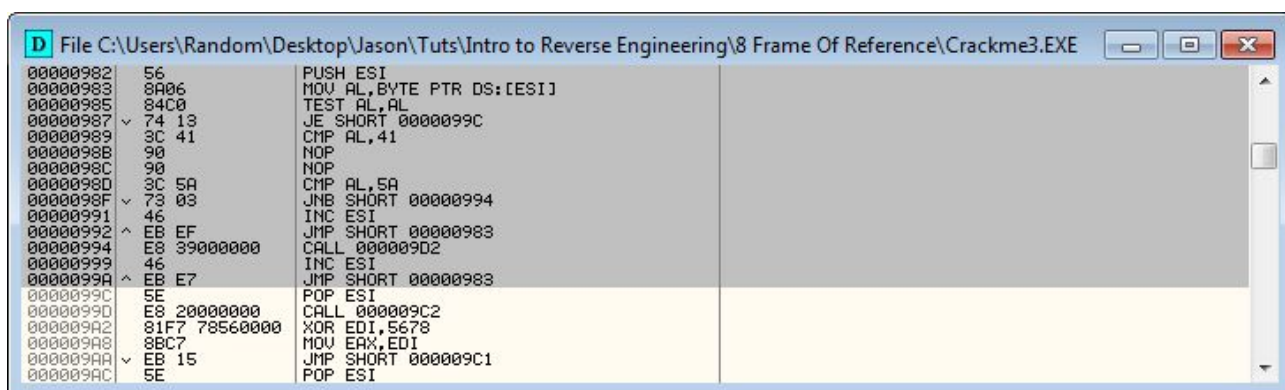 D File C:\Users\Random\Desktop\Jason\Tuts\Intro to Reverse Engineering\8 Frame Of Reference\Crackme3.EXE
00000982 56 PUSH ESI
00000983 8A06 MOV AL,BYTE PTR DS:[ESI]
00000985 84C0 TEST AL,AL
00000987 ˅ 74 13 JE SHORT 0000099C
00000989 3C 41 CMP AL,41
0000098B 90 NOP
0000098C 90 NOP
0000098D 3C 5A CMP AL,5A
0000098F ˅ 73 03 JNB SHORT 00000994
00000991 46 INC ESI
00000992 ^ EB EF JMP SHORT 00000983
00000994 E8 39000000 CALL 000009D2
00000999 46 INC ESI
0000099A ^ EB E7 JMP SHORT 00000983
0000099C 5E POP ESI
0000099D E8 20000000 CALL 000009C2
000009A2 81F7 78560000 XOR EDI,5678
000009A8 8BC7 MOV EAX,EDI
000009AA ˅ EB 15 JMP SHORT 000009C1
000009AC 5E POP ESI